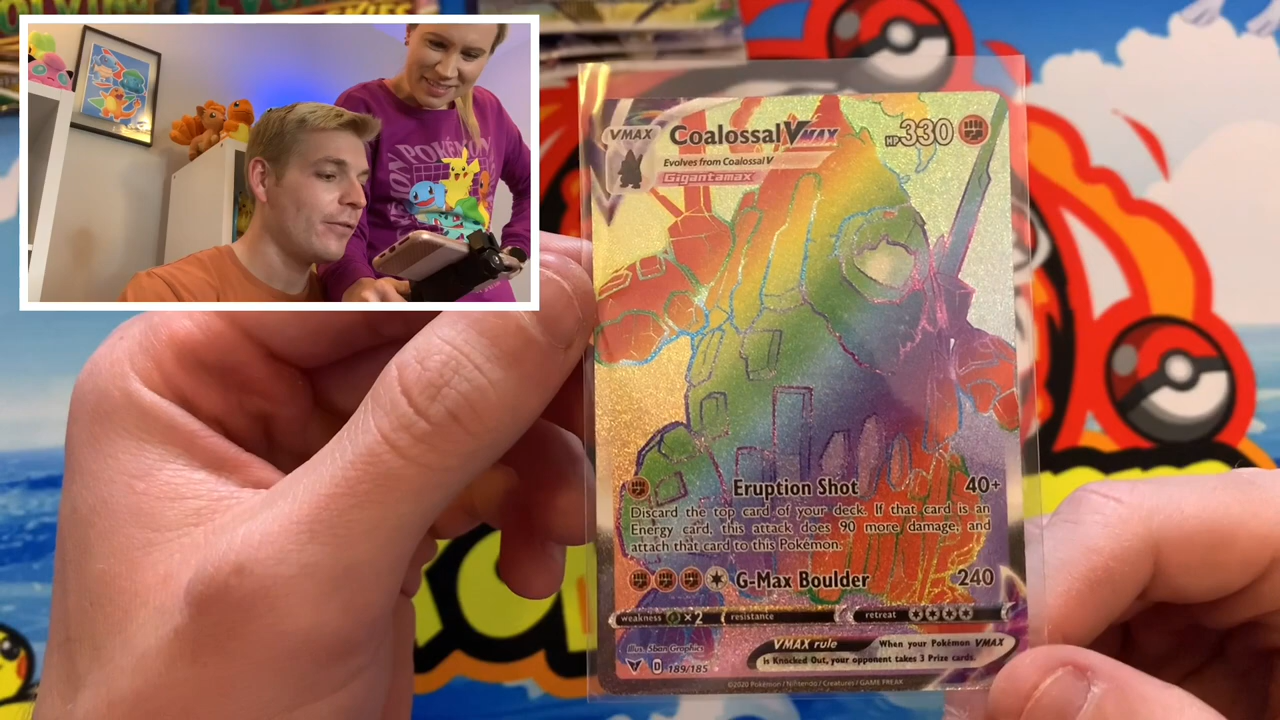 POKÉMON
VMAX
Coalossal VMAX
HP 330
Evolves from Coalossal V
Gigantamax
Eruption Shot 40+
Discard the top card of your deck. If that card is an
Energy card, this attack does 90 more damage, and
attach that card to this Pokémon.
G-Max Boulder 240
weakness ×2 resistance retreat
VMAX rule When your Pokémon VMAX
is Knocked Out, your opponent takes 3 Prize cards.
Illus. 5ban Graphics
D 189/185
©2020 Pokémon / Nintendo / Creatures / GAME FREAK